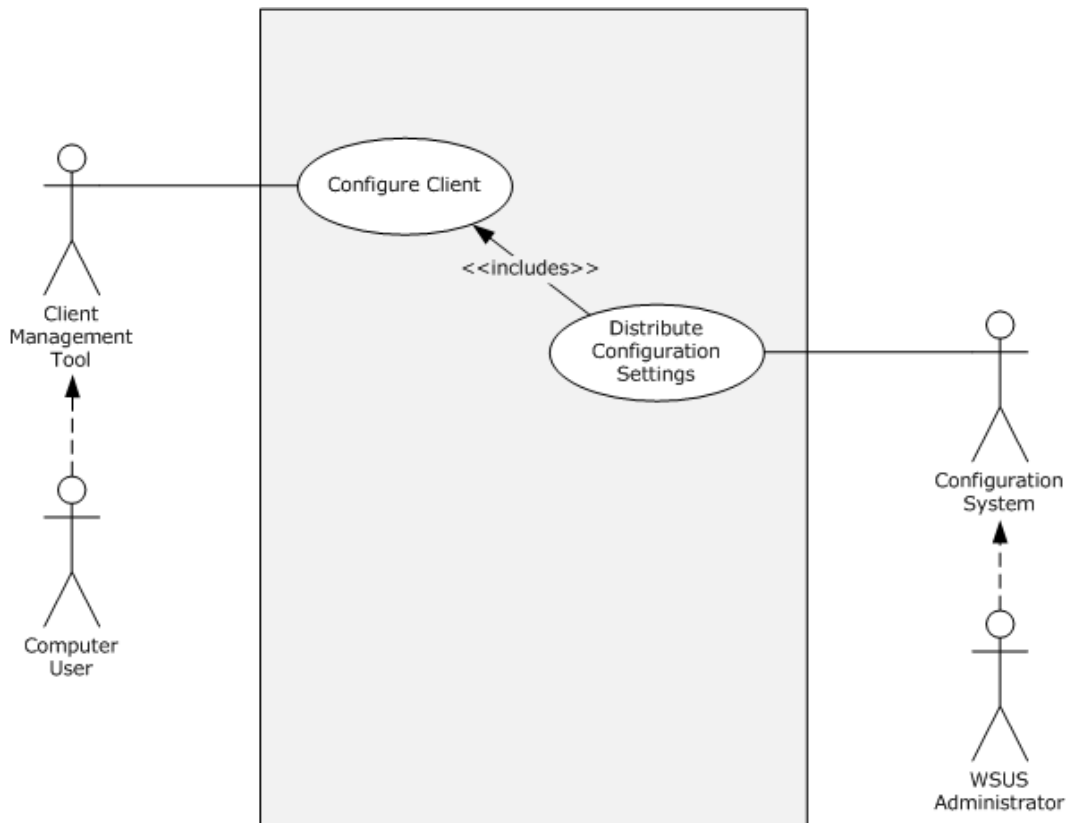 Configure Client
<<includes>>
Client
Management
Tool
Distribute
Configuration
Settings
Configuration
System
Computer
User
WSUS
Administrator